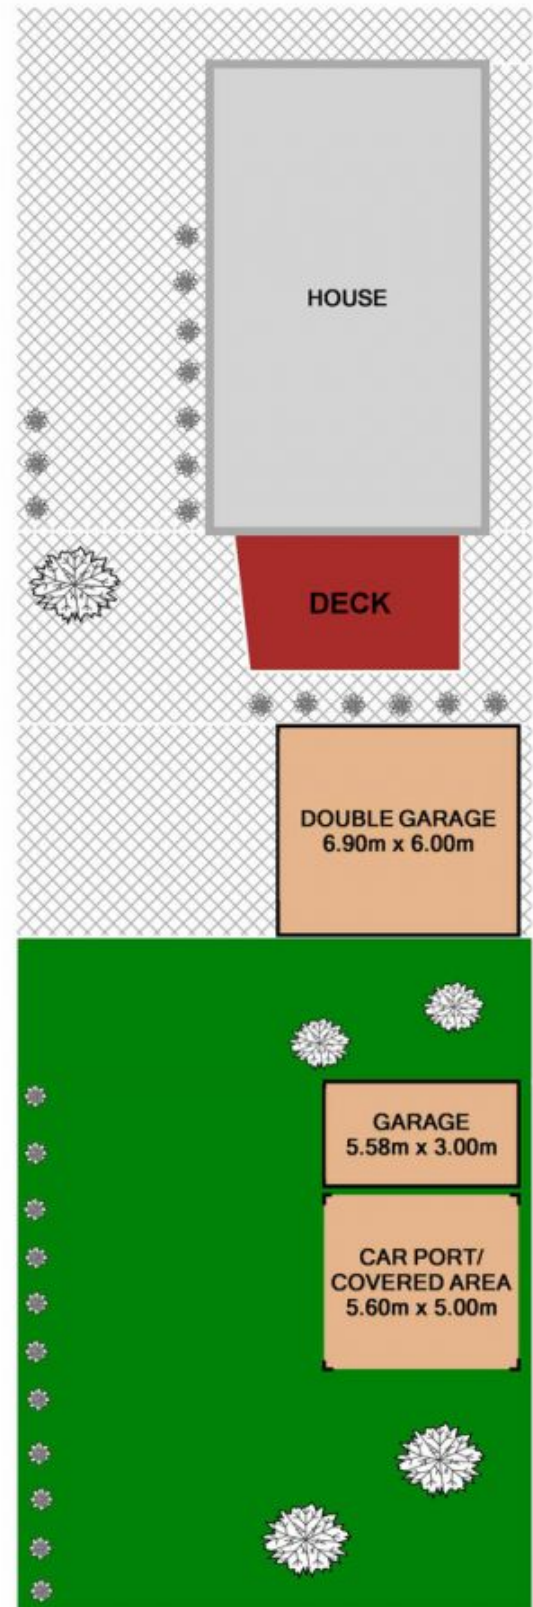 HOUSE
DECK
DOUBLE GARAGE
6.90m x 6.00m
GARAGE
5.58m x 3.00m
CAR PORT/
COVERED AREA
5.60m x 5.00m